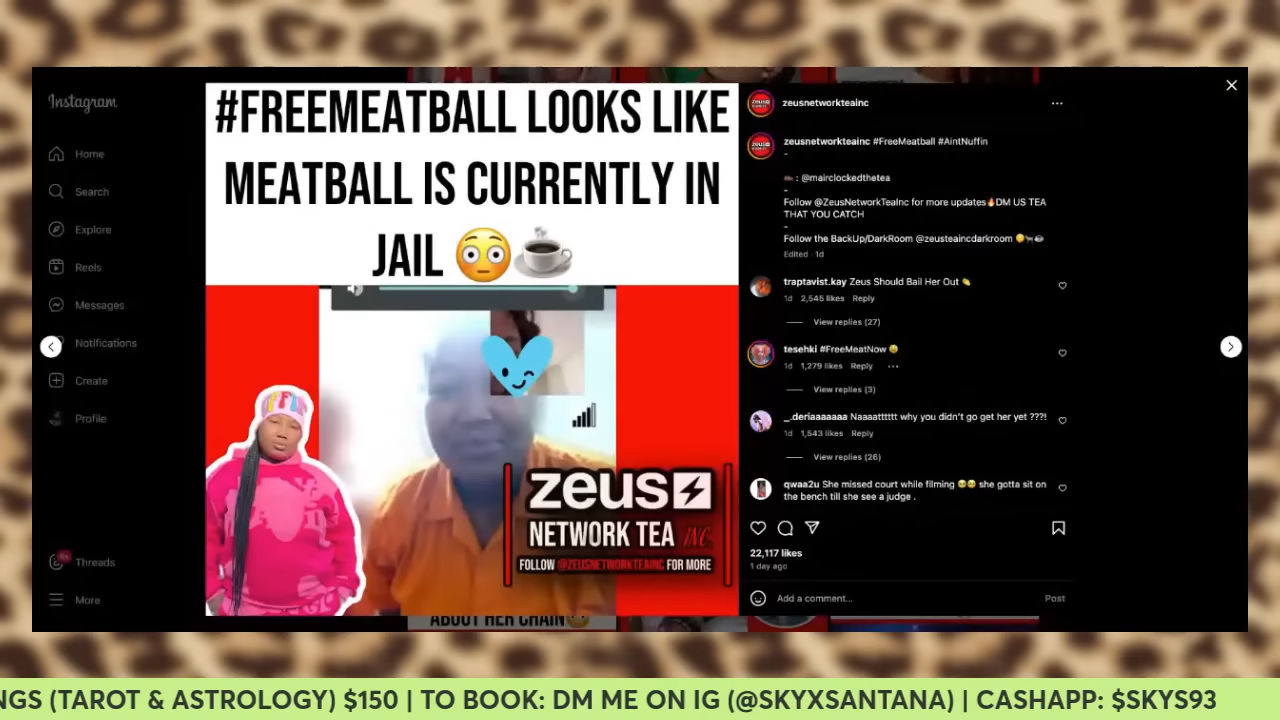 Instagram
Home
Search
Explore
Reels
Messages
Notifications
Create
Profile
Threads
More
#FREEMEATBALL LOOKS LIKE
MEATBALL IS CURRENTLY IN
JAIL 😳☕
zeus
NETWORK TEA INC
FOLLOW @ZEUSNETWORKTEAINC FOR MORE
ABOUT HER CHAIN
zeusnetworkteainc
zeusnetworkteainc #FreeMeatball #AintNuffin
-
: @mairclockedthetea
-
Follow @ZeusNetworkTeaInc for more updates🔥DM US TEA
THAT YOU CATCH
-
Follow the BackUp/DarkRoom @zeusteaincdarkroom
Edited · 1d
traptavist.kay Zeus Should Bail Her Out
1d 2,545 likes Reply
View replies (27)
tesehki #FreeMeatNow
1d 1,279 likes Reply
View replies (3)
_.deriaaaaaa Naaaatttttt why you didn't go get her yet ???!
1d 1,543 likes Reply
View replies (26)
qwaa2u She missed court while filming 🥺🥺 she gotta sit on
the bench till she see a judge .
22,117 likes
1 day ago
Add a comment...
Post
NGS (TAROT & ASTROLOGY) $150 | TO BOOK: DM ME ON IG (@SKYXSANTANA) | CASHAPP: $SKYS93